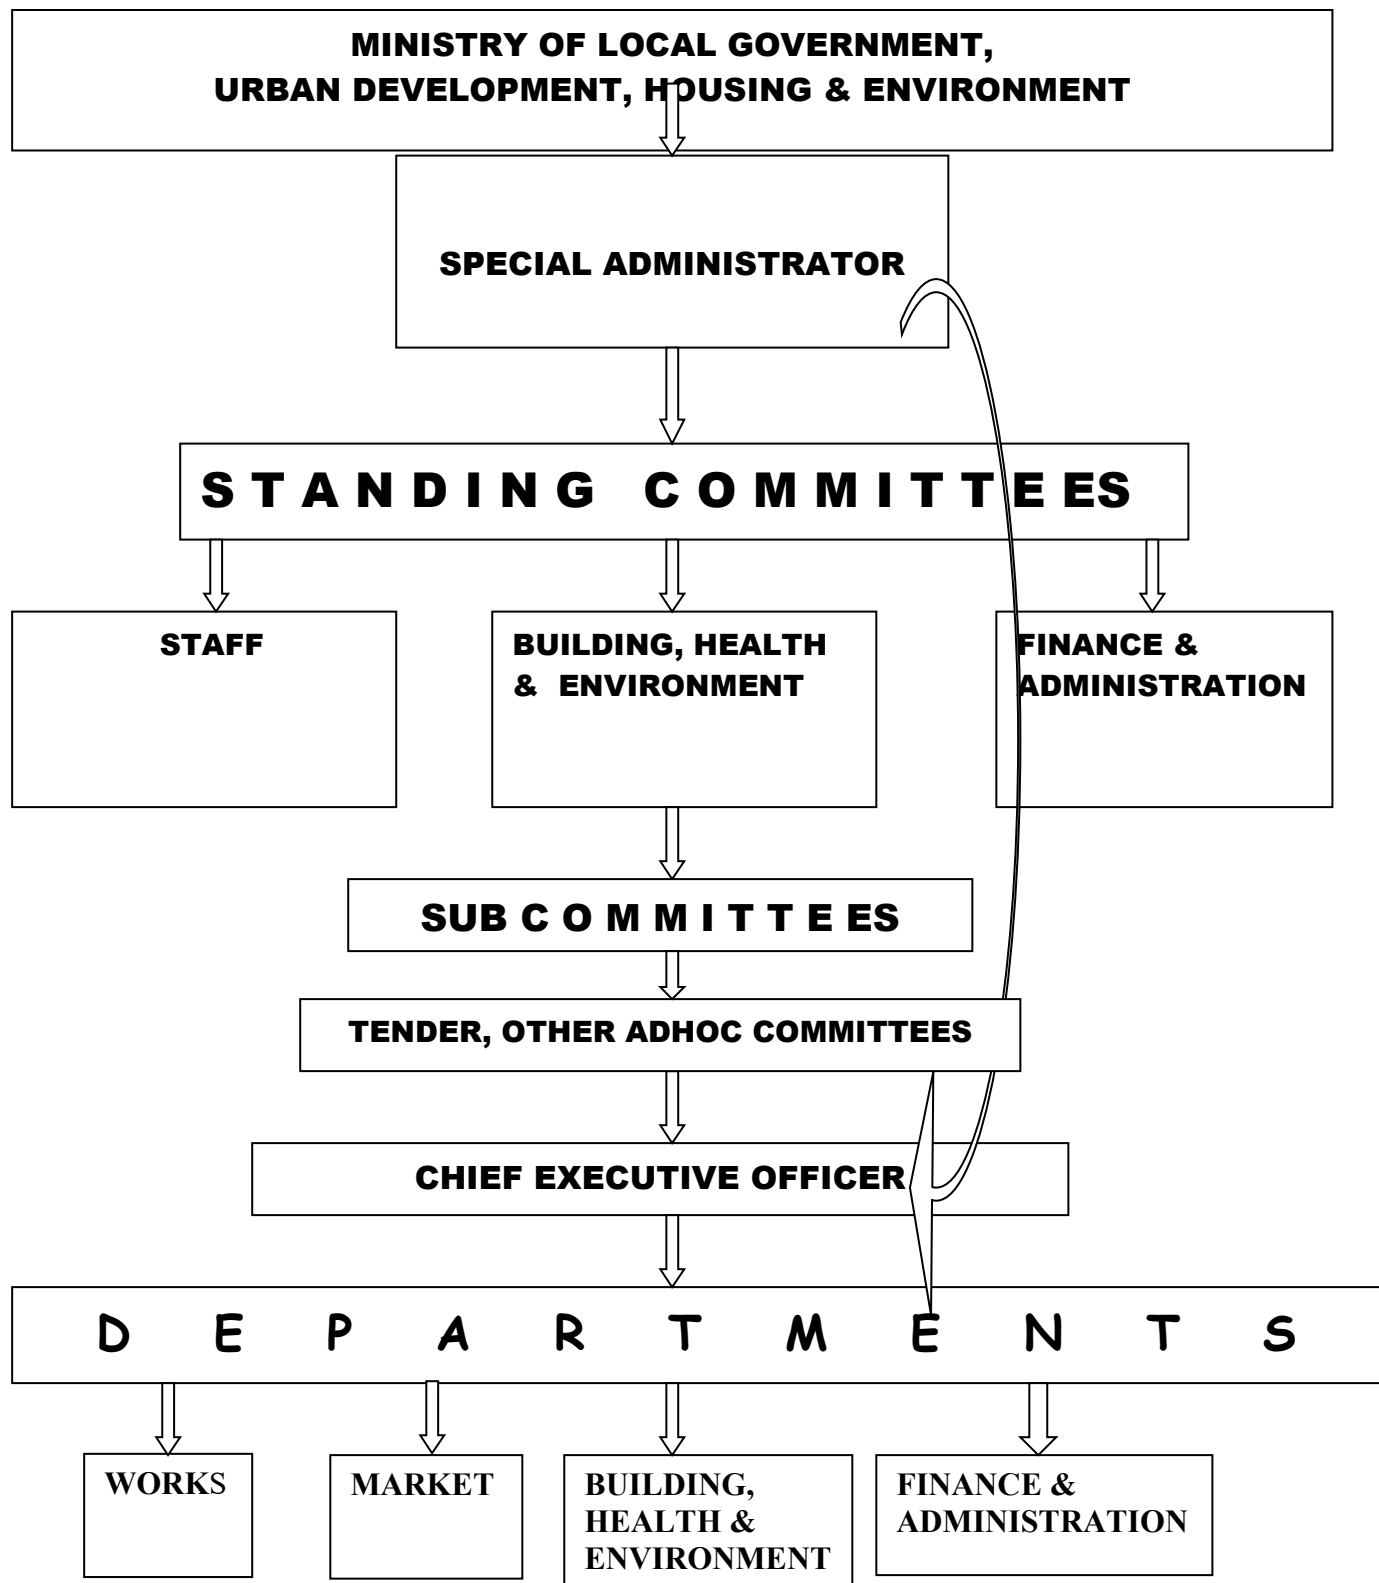 MINISTRY OF LOCAL GOVERNMENT,
URBAN DEVELOPMENT, HOUSING & ENVIRONMENT
SPECIAL ADMINISTRATOR
S T A N D I N G   C O M M I T T E ES
STAFF
BUILDING, HEALTH
& ENVIRONMENT
FINANCE &
ADMINISTRATION
SUB C O M M I T T E ES
TENDER, OTHER ADHOC COMMITTEES
CHIEF EXECUTIVE OFFICER
D E P A R T M E N T S
WORKS
MARKET
BUILDING,
HEALTH &
ENVIRONMENT
FINANCE &
ADMINISTRATION